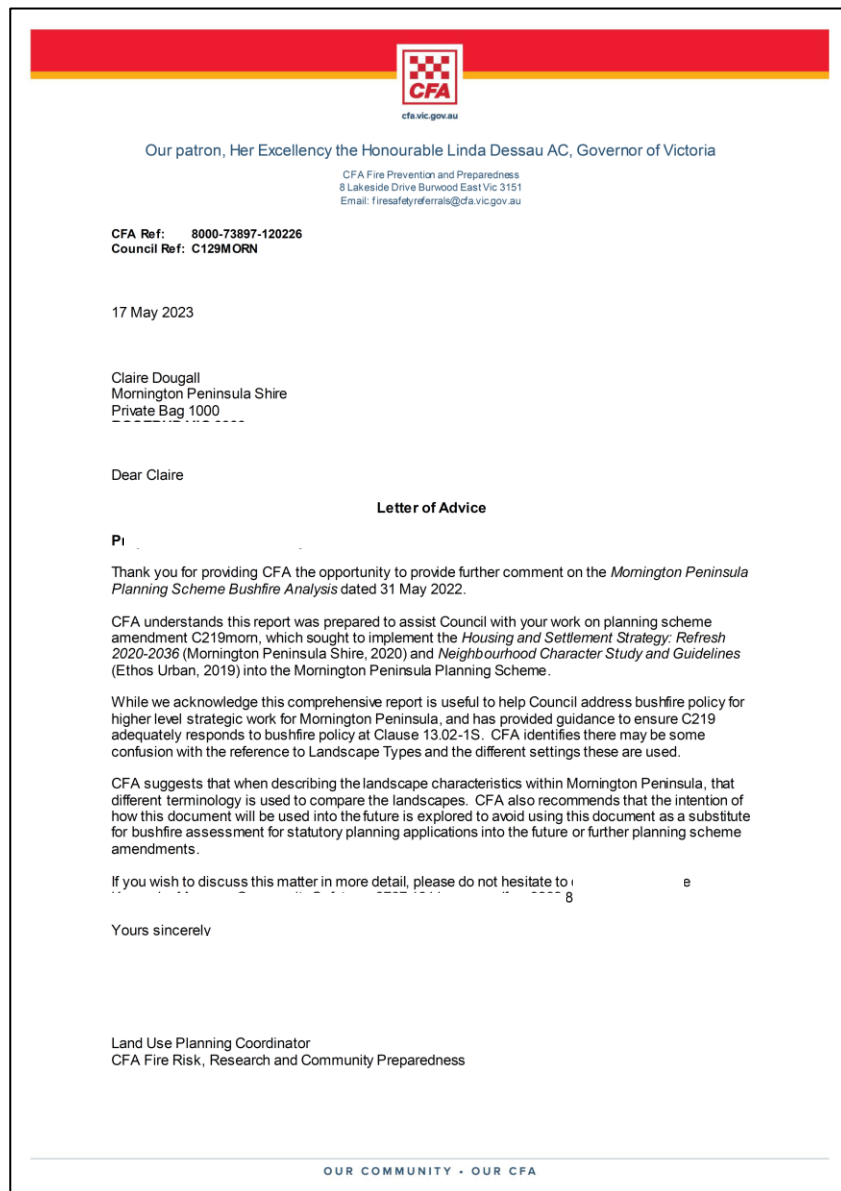 CFA
cfa.vic.gov.au
Our patron, Her Excellency the Honourable Linda Dessau AC, Governor of Victoria
CFA Fire Prevention and Preparedness
8 Lakeside Drive Burwood East Vic 3151
Email: firesafetyreferrals@cfa.vic.gov.au
CFA Ref: 8000-73897-120226
Council Ref: C129MORN
17 May 2023
Claire Dougall
Mornington Peninsula Shire
Private Bag 1000
Dear Claire
Letter of Advice
Thank you for providing CFA the opportunity to provide further comment on the Mornington Peninsula
Planning Scheme Bushfire Analysis dated 31 May 2022.
CFA understands this report was prepared to assist Council with your work on planning scheme
amendment C219morn, which sought to implement the Housing and Settlement Strategy: Refresh
2020-2036 (Mornington Peninsula Shire, 2020) and Neighbourhood Character Study and Guidelines
(Ethos Urban, 2019) into the Mornington Peninsula Planning Scheme.
While we acknowledge this comprehensive report is useful to help Council address bushfire policy for
higher level strategic work for Mornington Peninsula, and has provided guidance to ensure C219
adequately responds to bushfire policy at Clause 13.02-1S. CFA identifies there may be some
confusion with the reference to Landscape Types and the different settings these are used.
CFA suggests that when describing the landscape characteristics within Mornington Peninsula, that
different terminology is used to compare the landscapes. CFA also recommends that the intention of
how this document will be used into the future is explored to avoid using this document as a substitute
for bushfire assessment for statutory planning applications into the future or further planning scheme
amendments.
If you wish to discuss this matter in more detail, please do not hesitate to
Yours sincerely
Land Use Planning Coordinator
CFA Fire Risk, Research and Community Preparedness
OUR COMMUNITY • OUR CFA